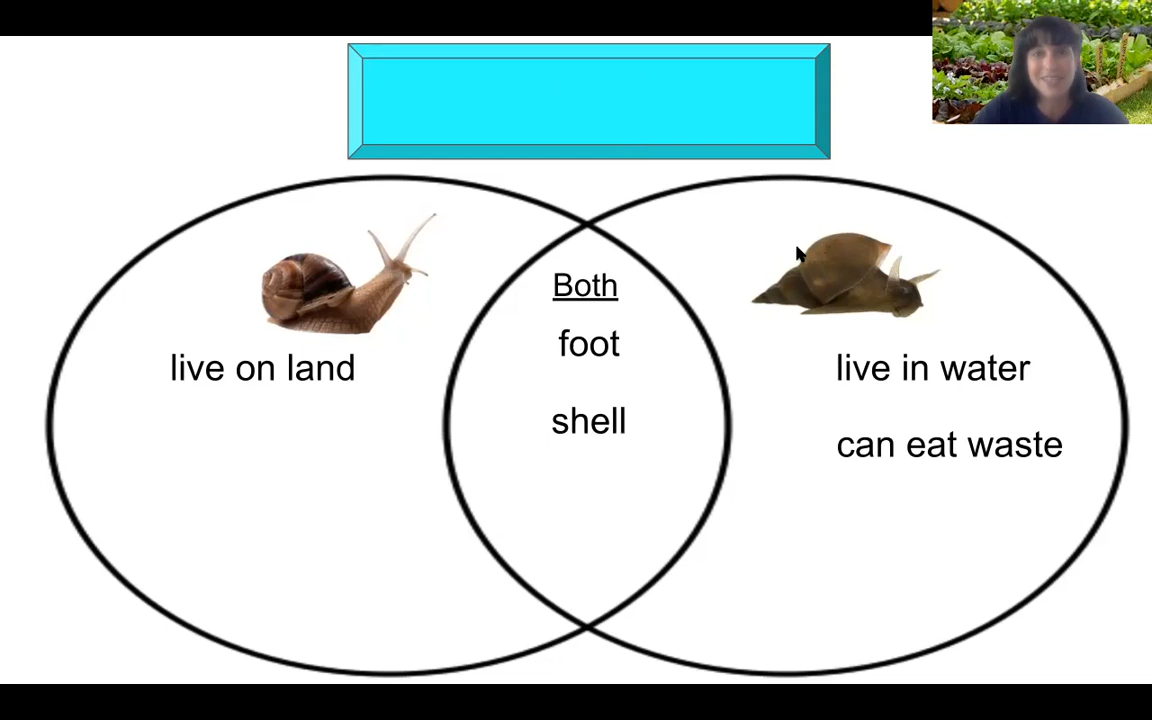 Both
foot
shell
live on land
live in water
can eat waste